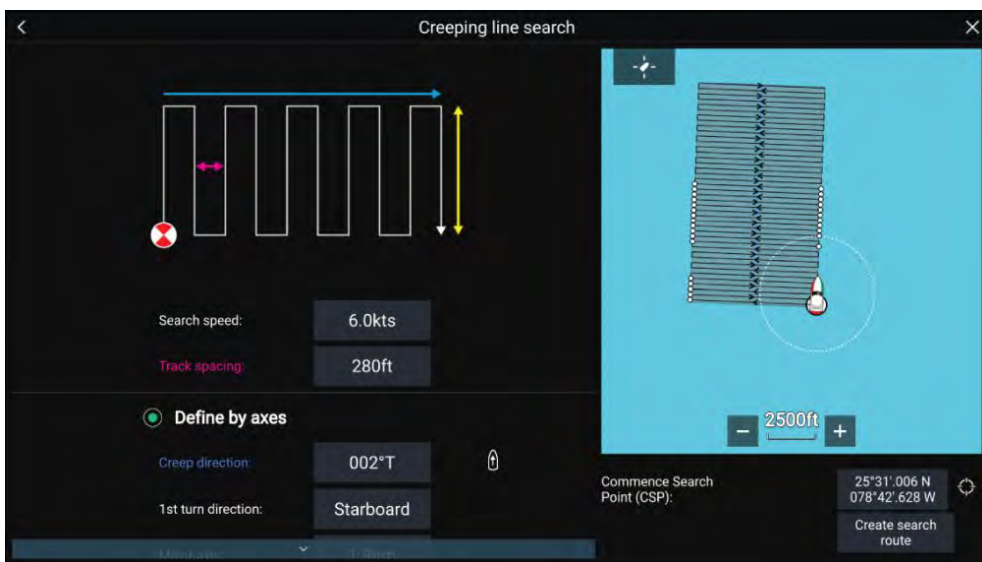 Creeping line search
Search speed:
6.0kts
Track spacing:
280ft
Define by axes
Creep direction:
002°T
1st turn direction:
Starboard
2500ft
Commence Search
Point (CSP):
25°31'.006 N
078°42'.628 W
Create search
route